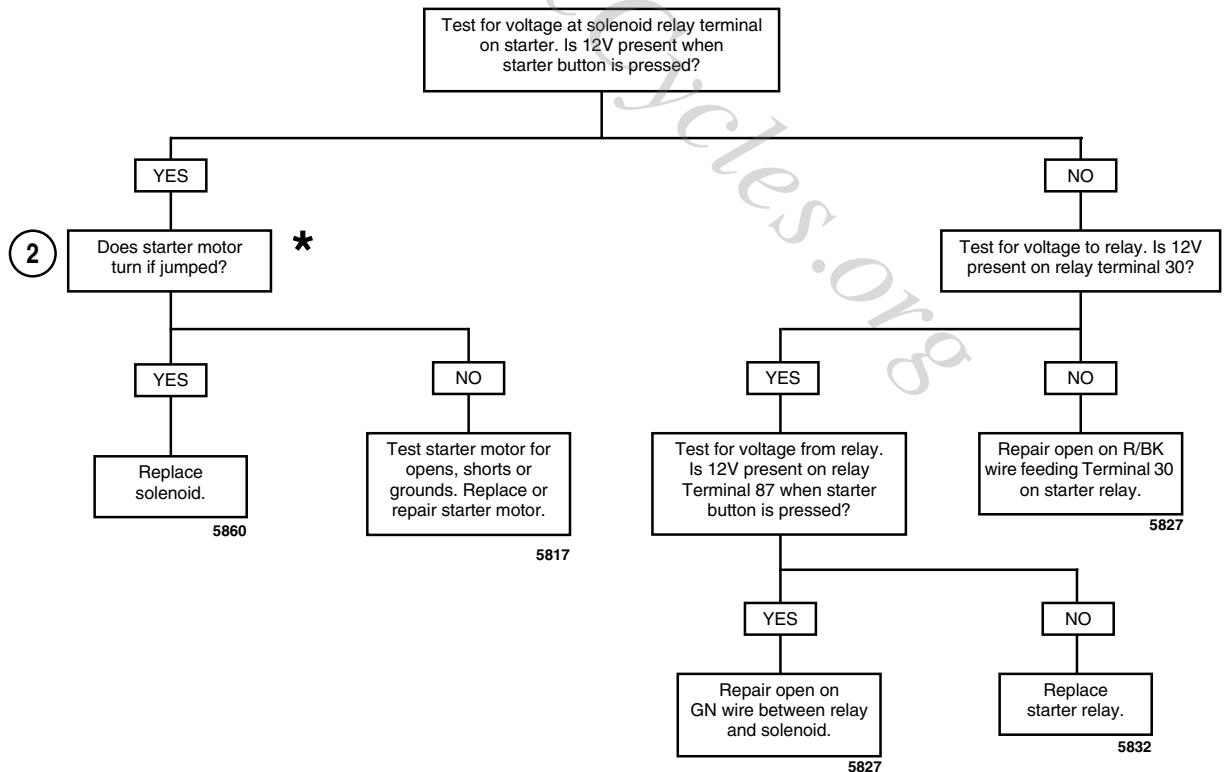 Test for voltage at solenoid relay terminal
on starter. Is 12V present when
starter button is pressed?
YES
NO
2
Does starter motor
turn if jumped?
*
Test for voltage to relay. Is 12V
present on relay terminal 30?
YES
NO
YES
NO
Replace
solenoid.
5860
Test starter motor for
opens, shorts or
grounds. Replace or
repair starter motor.
5817
Test for voltage from relay.
Is 12V present on relay
Terminal 87 when starter
button is pressed?
Repair open on R/BK
wire feeding Terminal 30
on starter relay.
5827
YES
NO
Repair open on
GN wire between relay
and solenoid.
5827
Replace
starter relay.
5832
Cycles.org